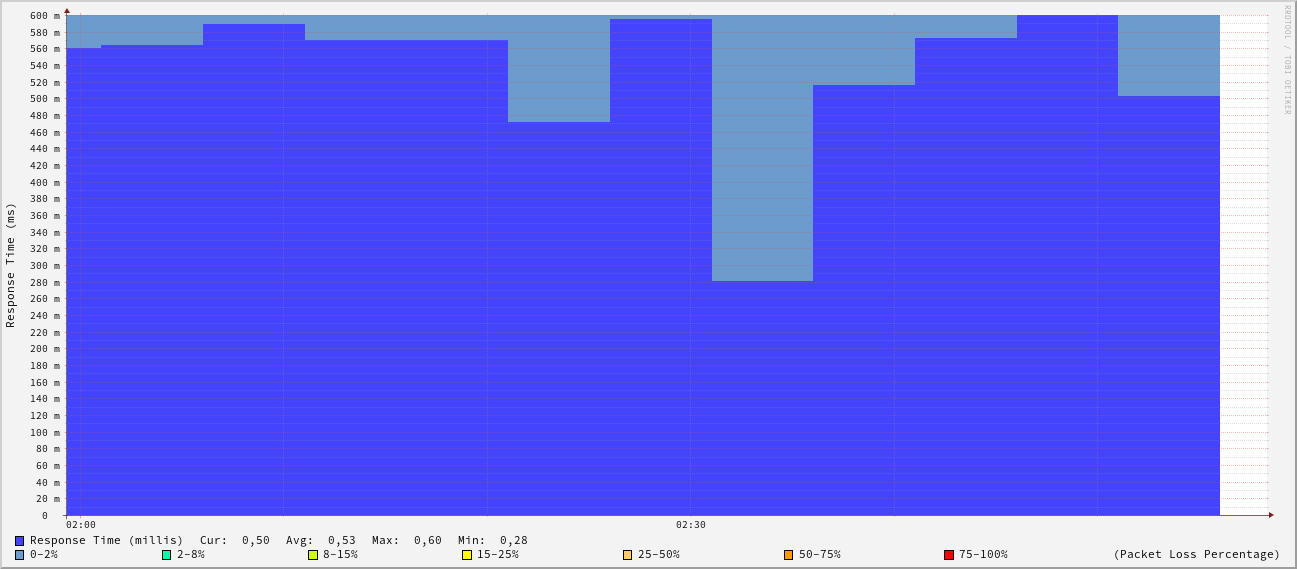 RRDTOOL / TOBI OETIKER
Response Time (ms)
600 m
580 m
560 m
540 m
520 m
500 m
480 m
460 m
440 m
420 m
400 m
380 m
360 m
340 m
320 m
300 m
280 m
260 m
240 m
220 m
200 m
180 m
160 m
140 m
120 m
100 m
80 m
60 m
40 m
20 m
0
02:00 02:30
Response Time (millis) Cur: 0,50 Avg: 0,53 Max: 0,60 Min: 0,28
0-2% 2-8% 8-15% 15-25% 25-50% 50-75% 75-100% (Packet Loss Percentage)